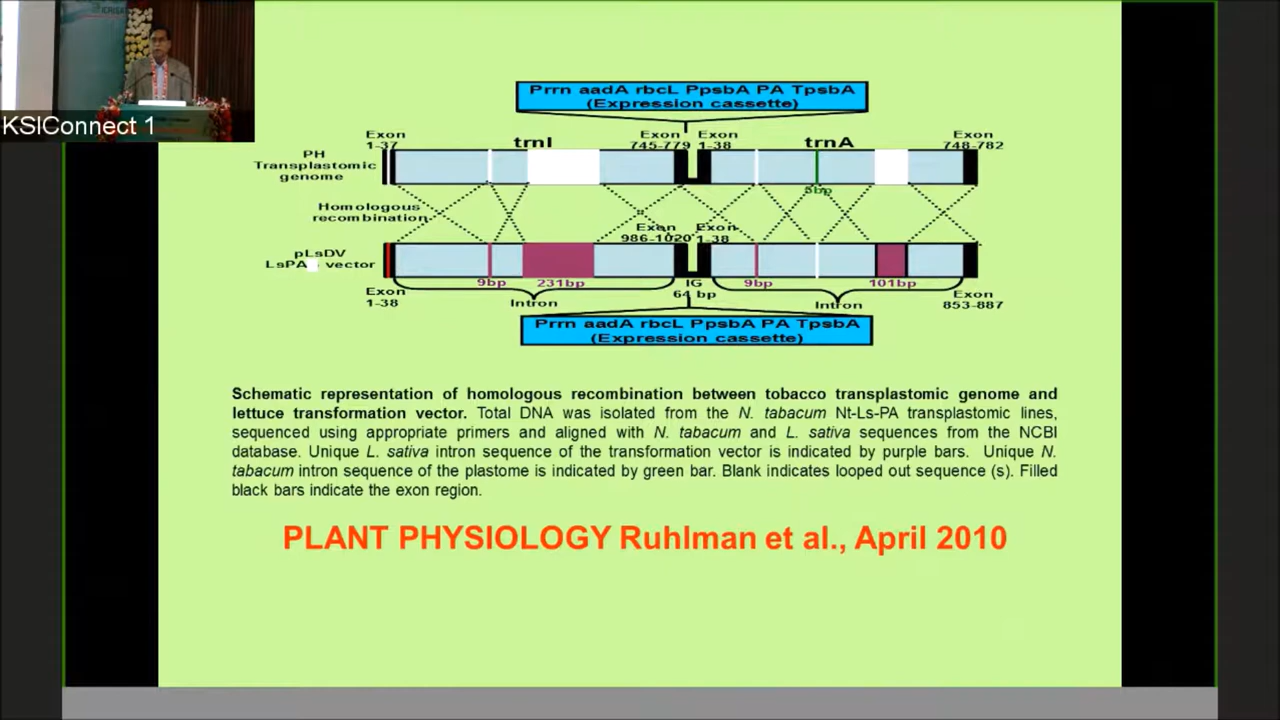 KSIConnect 1
Prrn aadA rbcL PpsbA PA TpsbA
(Expression cassette)
Exon
1-37
trnI
Exon
745-779
Exon
1-38
trnA
Exon
748-782
PH
Transplastomic
genome
5bp
Homologous
recombination
Exon
986-1020
Exon
1-38
pLsDV
LsPA vector
9bp
231bp
IG
64 bp
9bp
101bp
Exon
1-38
Intron
Intron
Exon
853-887
Prrn aadA rbcL PpsbA PA TpsbA
(Expression cassette)
Schematic representation of homologous recombination between tobacco transplastomic genome and
lettuce transformation vector. Total DNA was isolated from the N. tabacum Nt-Ls-PA transplastomic lines,
sequenced using appropriate primers and aligned with N. tabacum and L. sativa sequences from the NCBI
database. Unique L. sativa intron sequence of the transformation vector is indicated by purple bars. Unique N.
tabacum intron sequence of the plastome is indicated by green bar. Blank indicates looped out sequence (s). Filled
black bars indicate the exon region.
PLANT PHYSIOLOGY Ruhlman et al., April 2010